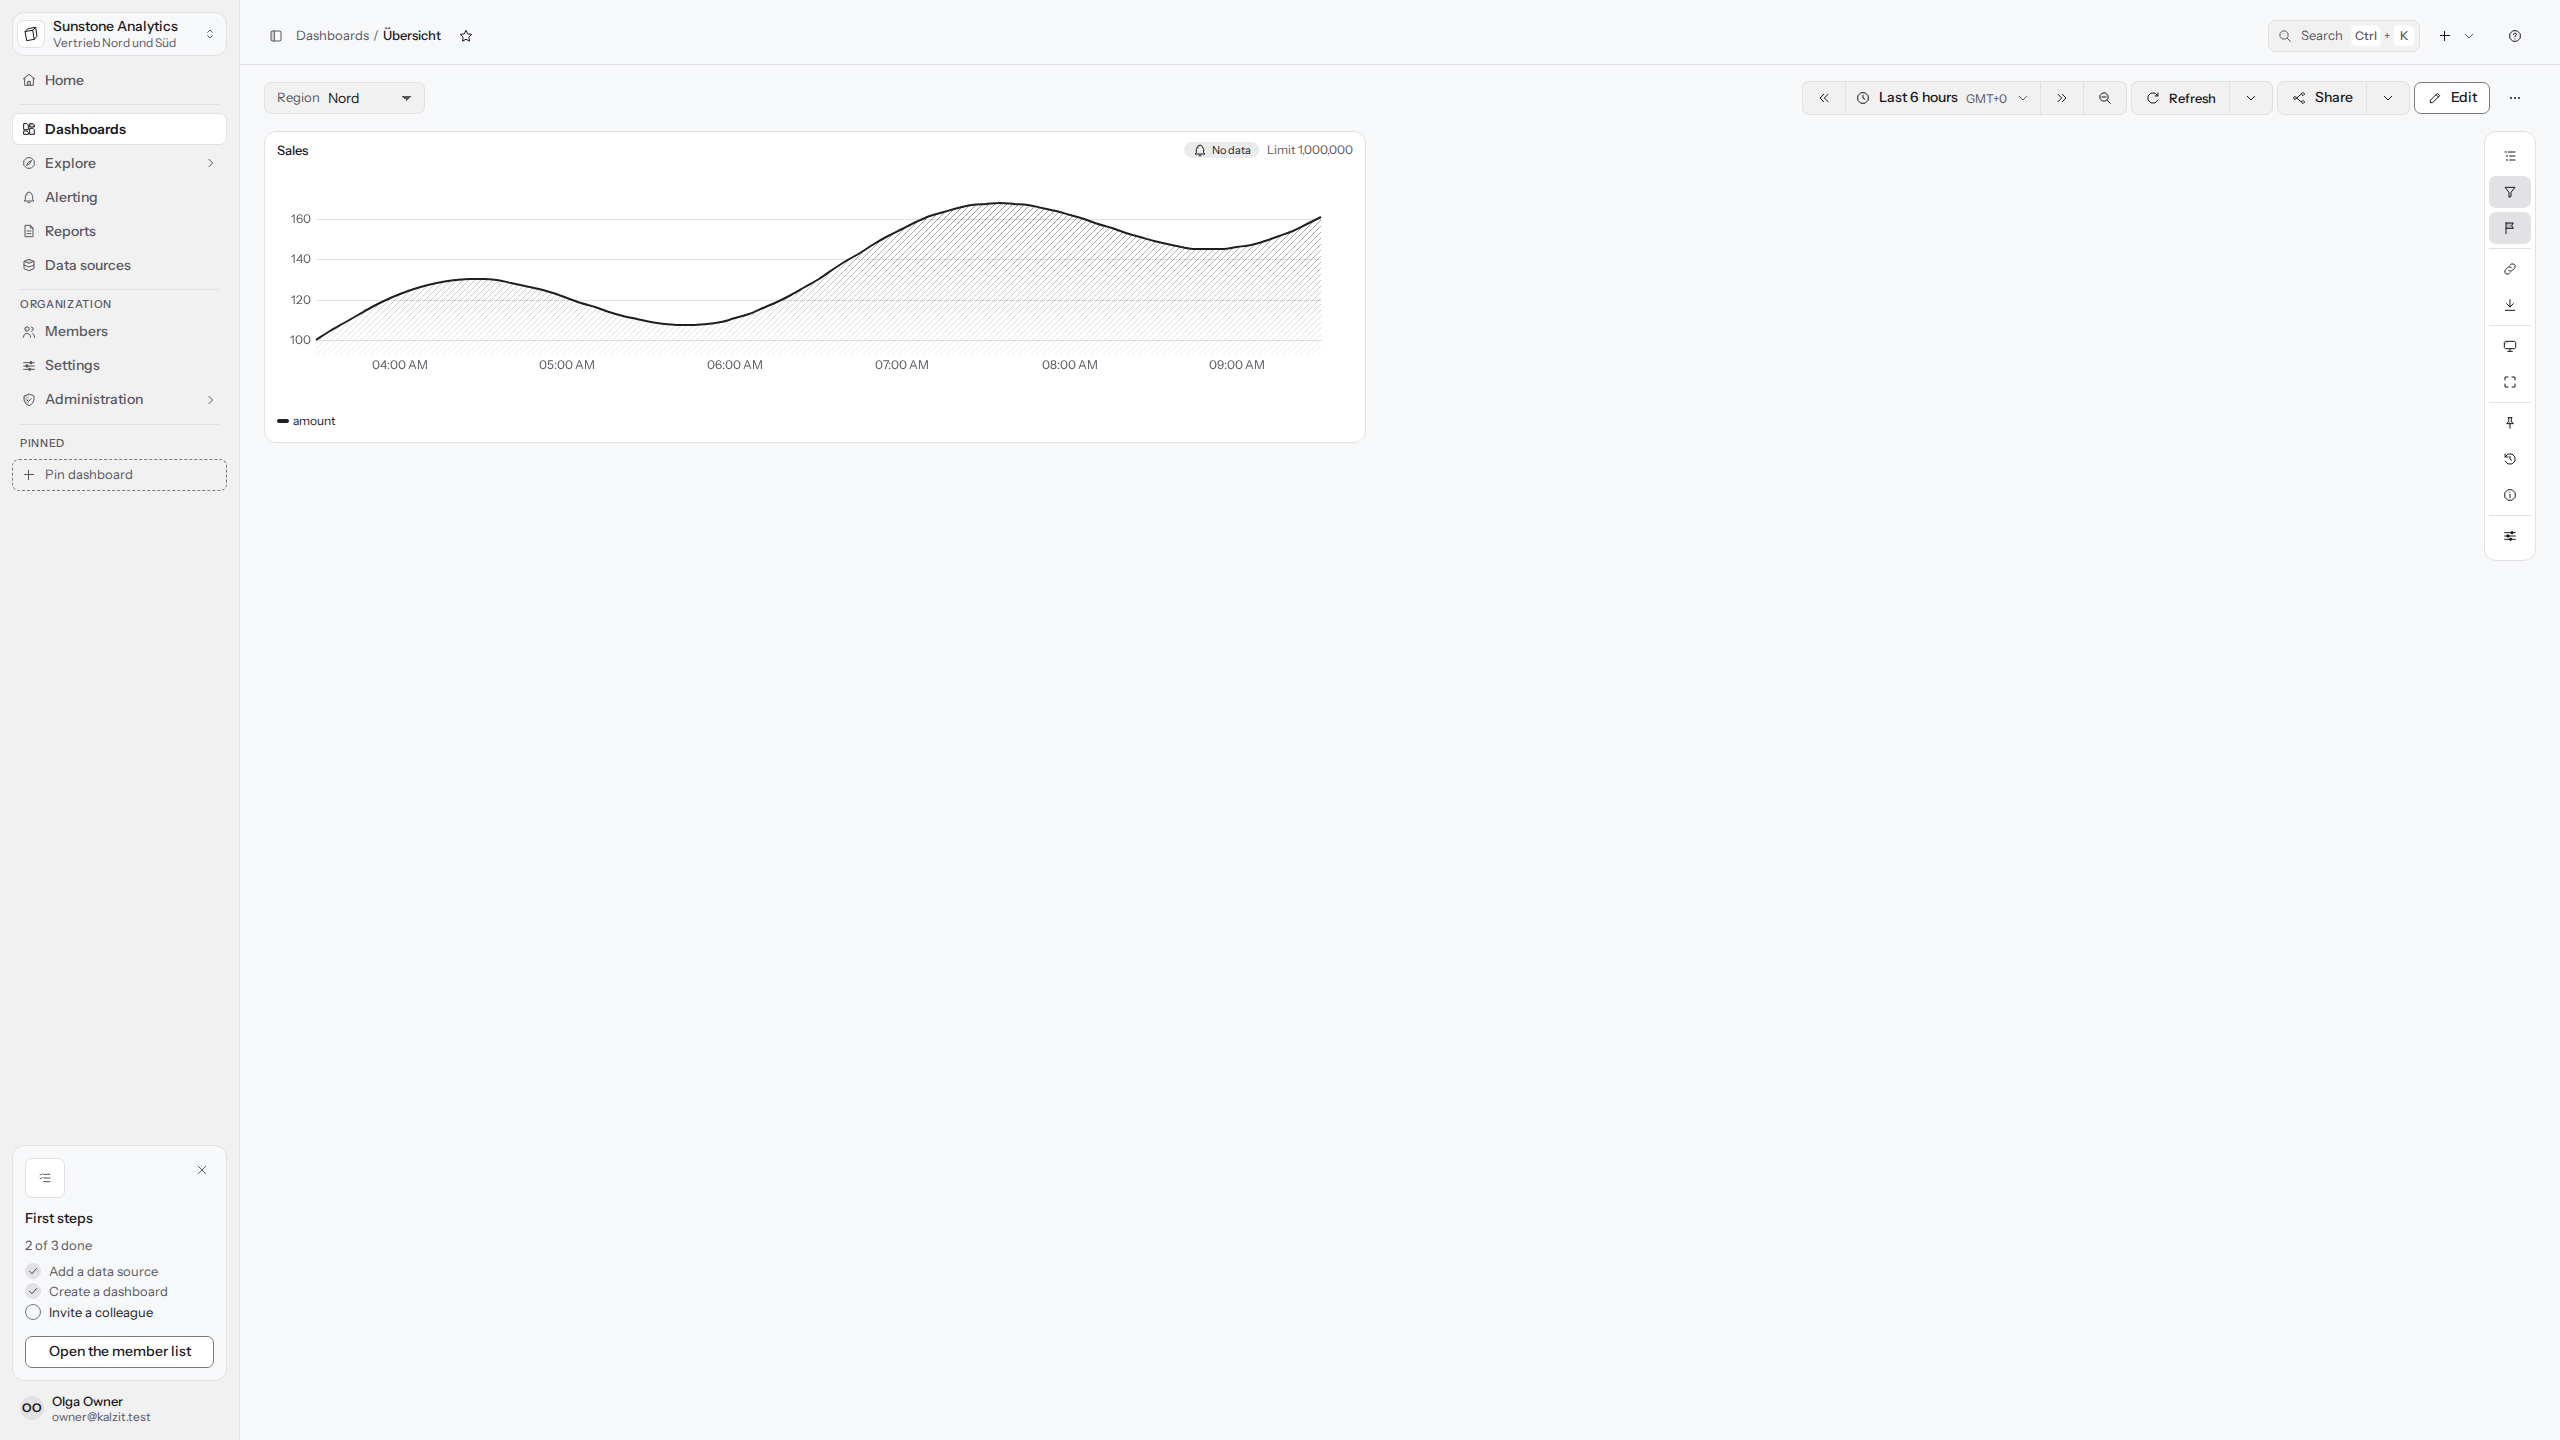 Sunstone Analytics
Vertrieb Nord und Süd
Home
Dashboards
Explore
Alerting
Reports
Data sources
ORGANIZATION
Members
Settings
Administration
PINNED
Pin dashboard
First steps
2 of 3 done
Add a data source
Create a dashboard
Invite a colleague
Open the member list
OO
Olga Owner
owner@kalzit.test
Dashboards / Übersicht
Search Ctrl + K
Region Nord
Last 6 hours GMT+0
Refresh
Share
Edit
Sales
No data
Limit 1,000,000
160
140
120
100
04:00 AM 05:00 AM 06:00 AM 07:00 AM 08:00 AM 09:00 AM
amount